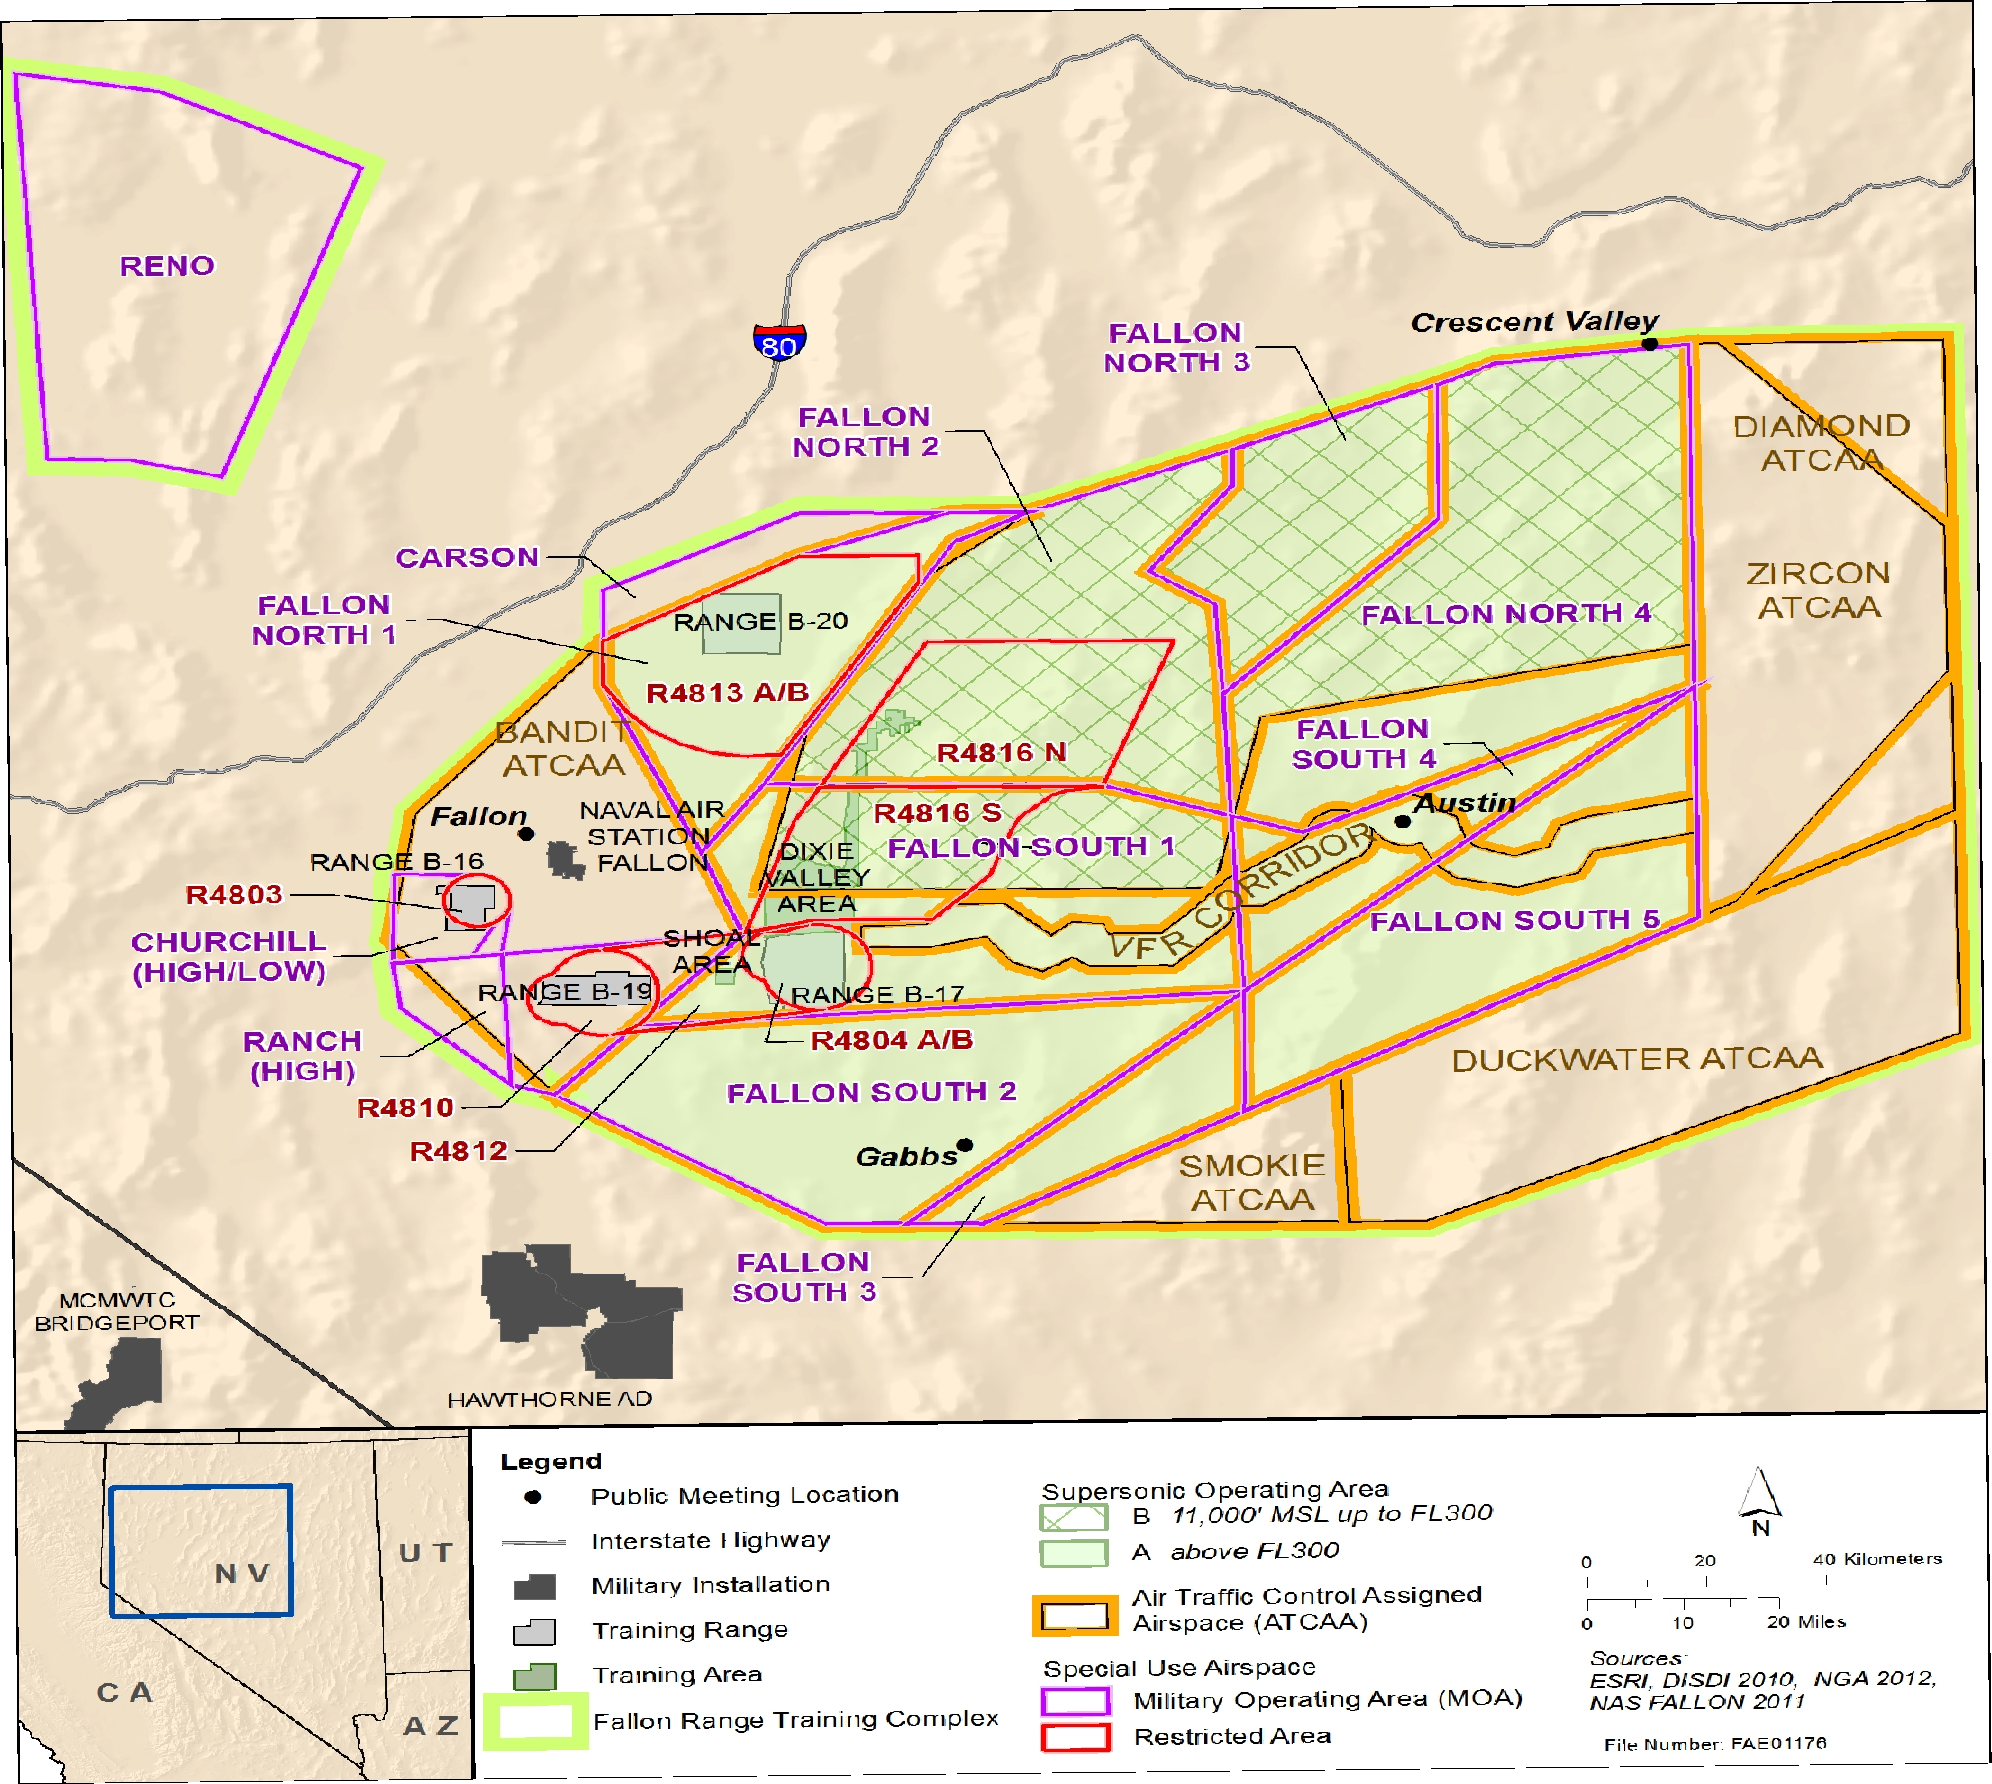 RENO
80
Crescent Valley
FALLON
NORTH 3
FALLON
NORTH 2
DIAMOND
ATCAA
CARSON
ZIRCON
ATCAA
FALLON
NORTH 1
RANGE B-20
FALLON NORTH 4
R4813 A/B
BANDIT
ATCAA
R4816 N
FALLON
SOUTH 4
Fallon
NAVAL AIR
STATION
FALLON
R4816 S
Austin
FALLON SOUTH 1
DIXIE
VALLEY
AREA
RANGE B-16
R4803
VFR CORRIDOR
FALLON SOUTH 5
CHURCHILL
(HIGH/LOW)
SHOAL
AREA
RANGE B-19
RANGE B-17
RANCH
(HIGH)
R4804 A/B
DUCKWATER ATCAA
R4810
FALLON SOUTH 2
R4812
Gabbs
SMOKIE
ATCAA
FALLON
SOUTH 3
MCMWTC
BRIDGEPORT
HAWTHORNE AD
NV
UT
CA
AZ
Legend
Public Meeting Location
Interstate Highway
Military Installation
Training Range
Training Area
Fallon Range Training Complex
Supersonic Operating Area
B 11,000' MSL up to FL300
A above FL300
Air Traffic Control Assigned
Airspace (ATCAA)
Special Use Airspace
Military Operating Area (MOA)
Restricted Area
N
0 20 40 Kilometers
0 10 20 Miles
Sources:
ESRI, DISDI 2010, NGA 2012,
NAS FALLON 2011
File Number: FAE01176